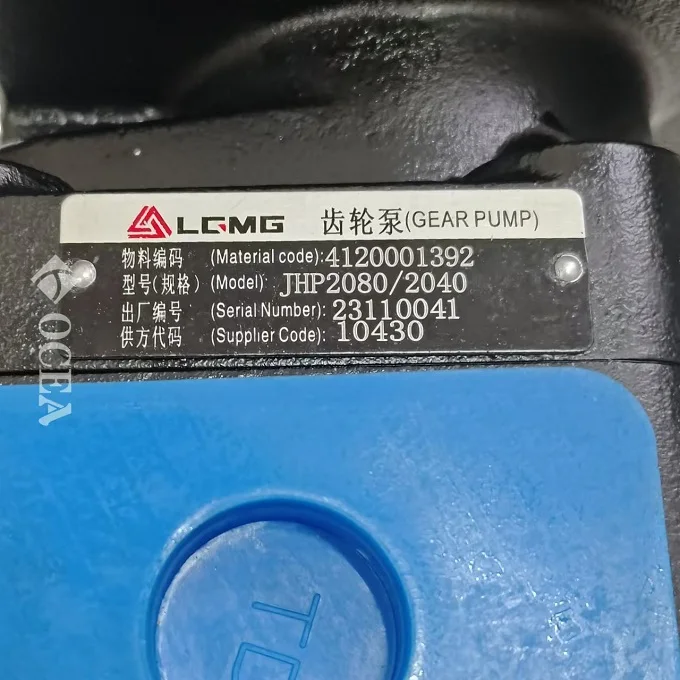 LGMG 齿轮泵(GEAR PUMP)
物料编码 (Material code): 4120001392
型号(规格) (Model) JHP2080/2040
出厂编号 (Serial Number): 23110041
供方代码 (Supplier Code): 10430
OCEA